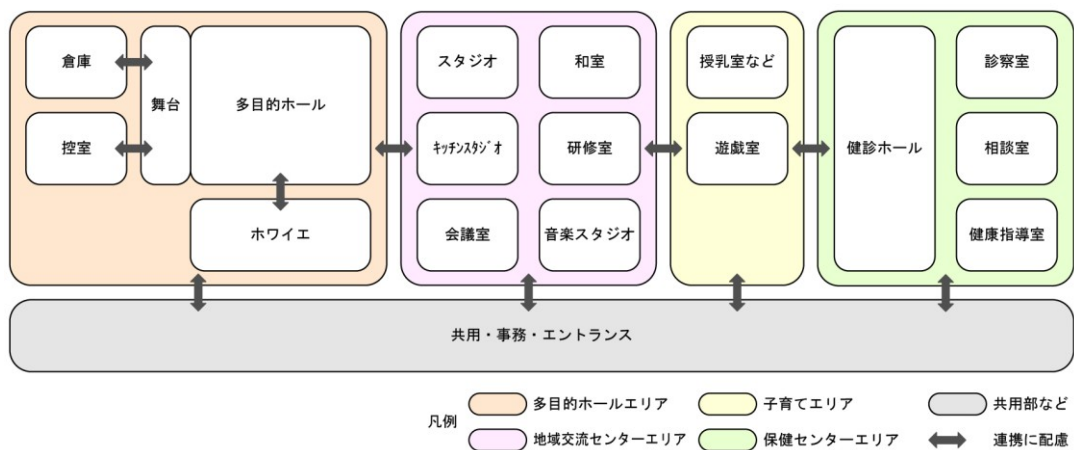 倉庫
控室
舞台
多目的ホール
ホワイエ
スタジオ
和室
キッチンスタジオ
研修室
会議室
音楽スタジオ
授乳室など
遊戯室
健診ホール
診察室
相談室
健康指導室
共用・事務・エントランス
凡例
多目的ホールエリア
子育てエリア
共用部など
地域交流センターエリア
保健センターエリア
連携に配慮